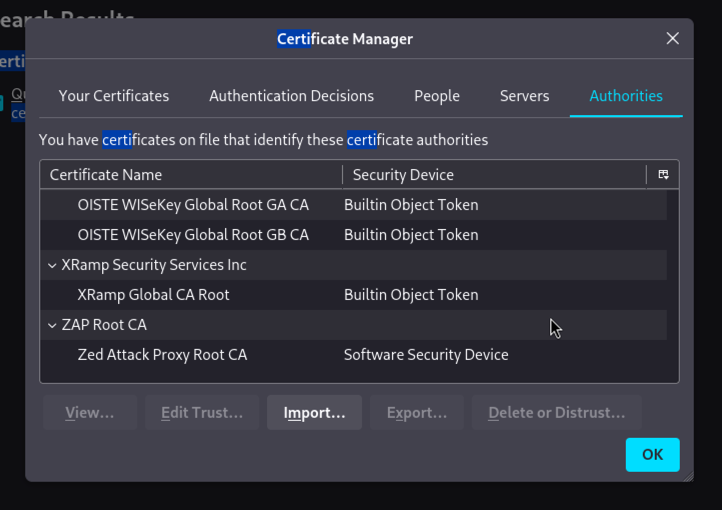 earch Results
Certificate Manager
erti
Your Certificates
Authentication Decisions
People
Servers
Authorities
Qu
ce
You have certificates on file that identify these certificate authorities
Certificate Name
Security Device
OISTE WISeKey Global Root GA CA
Builtin Object Token
OISTE WISeKey Global Root GB CA
Builtin Object Token
XRamp Security Services Inc
XRamp Global CA Root
Builtin Object Token
ZAP Root CA
Zed Attack Proxy Root CA
Software Security Device
View...
Edit Trust...
Import...
Export...
Delete or Distrust...
OK